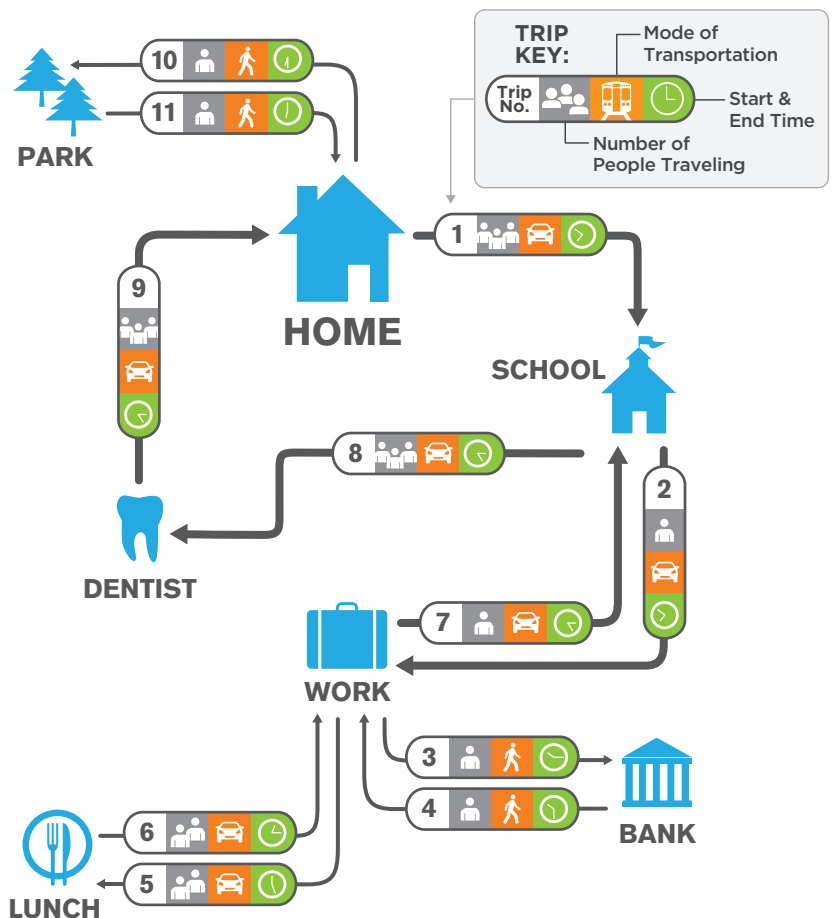 10
11
PARK
TRIP
KEY:
Mode of
Transportation
Trip
No.
Start &
End Time
Number of
People Traveling
1
9
HOME
SCHOOL
8
2
DENTIST
7
WORK
3
4
BANK
6
5
LUNCH